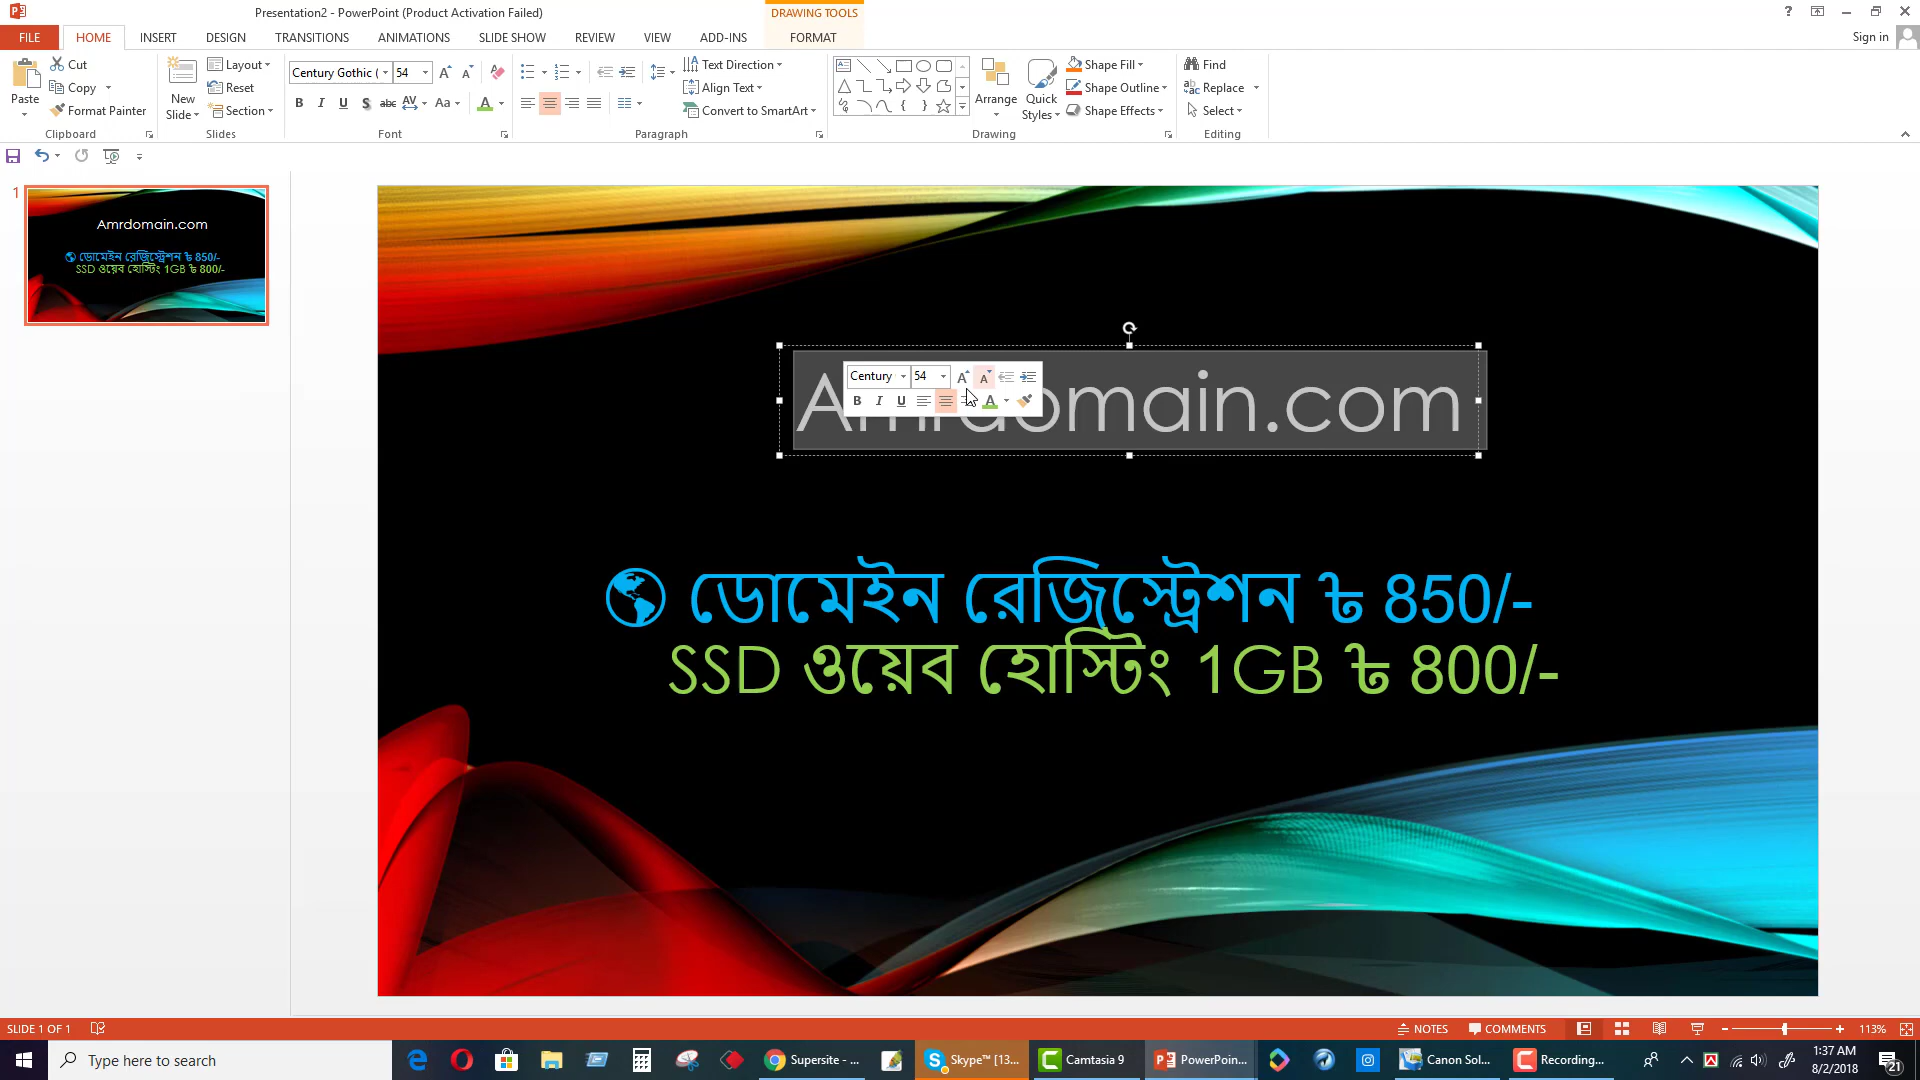 Presentation2 - PowerPoint (Product Activation Failed)
DRAWING TOOLS
FILE HOME INSERT DESIGN TRANSITIONS ANIMATIONS SLIDE SHOW REVIEW VIEW ADD-INS FORMAT
Sign in
Paste
Cut
Copy
Format Painter
Clipboard
New Slide
Layout
Reset
Section
Slides
Century Gothic ( 54
Font
Text Direction
Align Text
Convert to SmartArt
Paragraph
Arrange
Quick Styles
Shape Fill
Shape Outline
Shape Effects
Drawing
Find
Replace
Select
Editing
1
Amrdomain.com
ডোমেইন রেজিস্ট্রেশন ৳ 850/-
SSD ওয়েব হোস্টিং 1GB ৳ 800/-
Century 54
Amrdomain.com
ডোমেইন রেজিস্ট্রেশন ৳ 850/-
SSD ওয়েব হোস্টিং 1GB ৳ 800/-
SLIDE 1 OF 1
NOTES
COMMENTS
113%
Type here to search
Supersite - ...
Skype™ [13...
Camtasia 9
PowerPoin...
Canon Sol...
Recording...
1:37 AM
8/2/2018
21